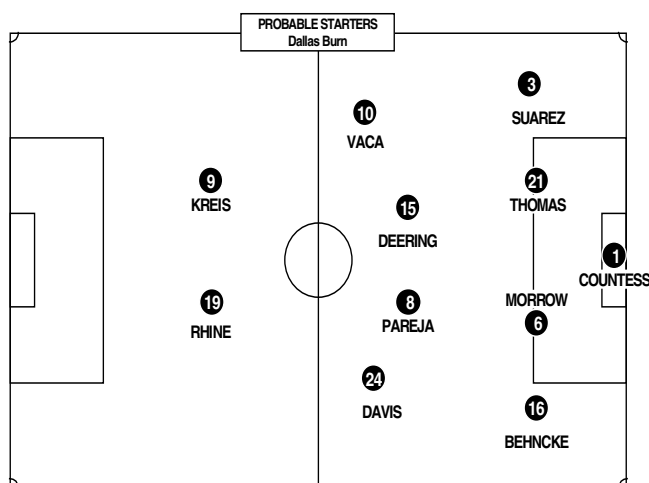 PROBABLE STARTERS
Dallas Burn
3
SUAREZ
10
VACA
9
KREIS
21
THOMAS
15
DEERING
1
COUNTESS
19
RHINE
8
PAREJA
MORROW
6
24
DAVIS
16
BEHNCKE